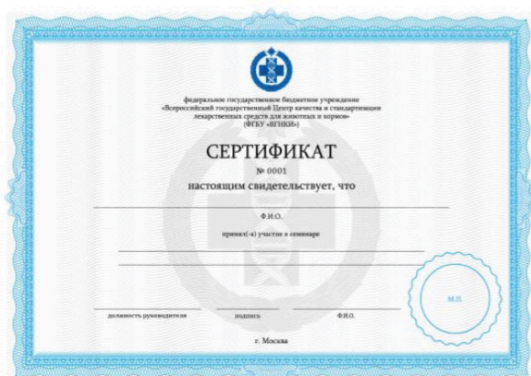 федеральное государственное бюджетное учреждение
«Всероссийский государственный Центр качества и стандартизации
лекарственных средств для животных и кормов»
(ФГБУ «ВГНКИ»)
СЕРТИФИКАТ
№ 0001
настоящим свидетельствует, что
Ф.И.О.
принял(-а) участие в семинаре
М.П.
должность руководителя подпись Ф.И.О.
г. Москва